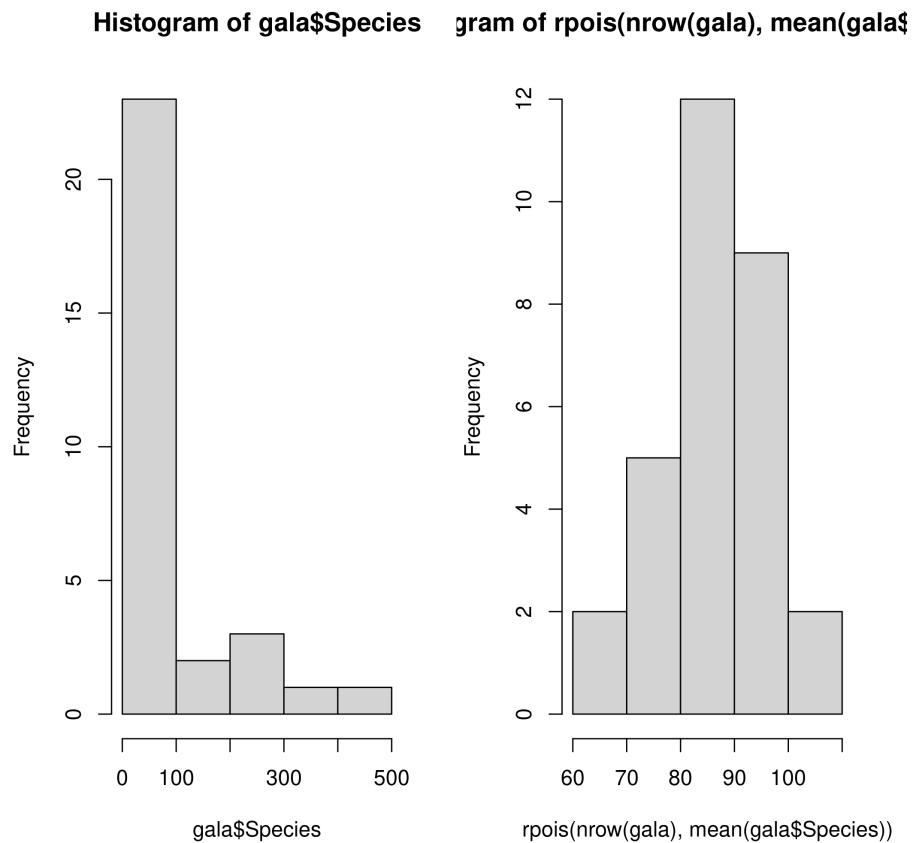 Histogram of gala$Species
gram of rpois(nrow(gala), mean(gala$
Frequency
0
5
10
15
20
0 100 300 500
gala$Species
Frequency
0
2
4
6
8
10
12
60 70 80 90 100
rpois(nrow(gala), mean(gala$Species))